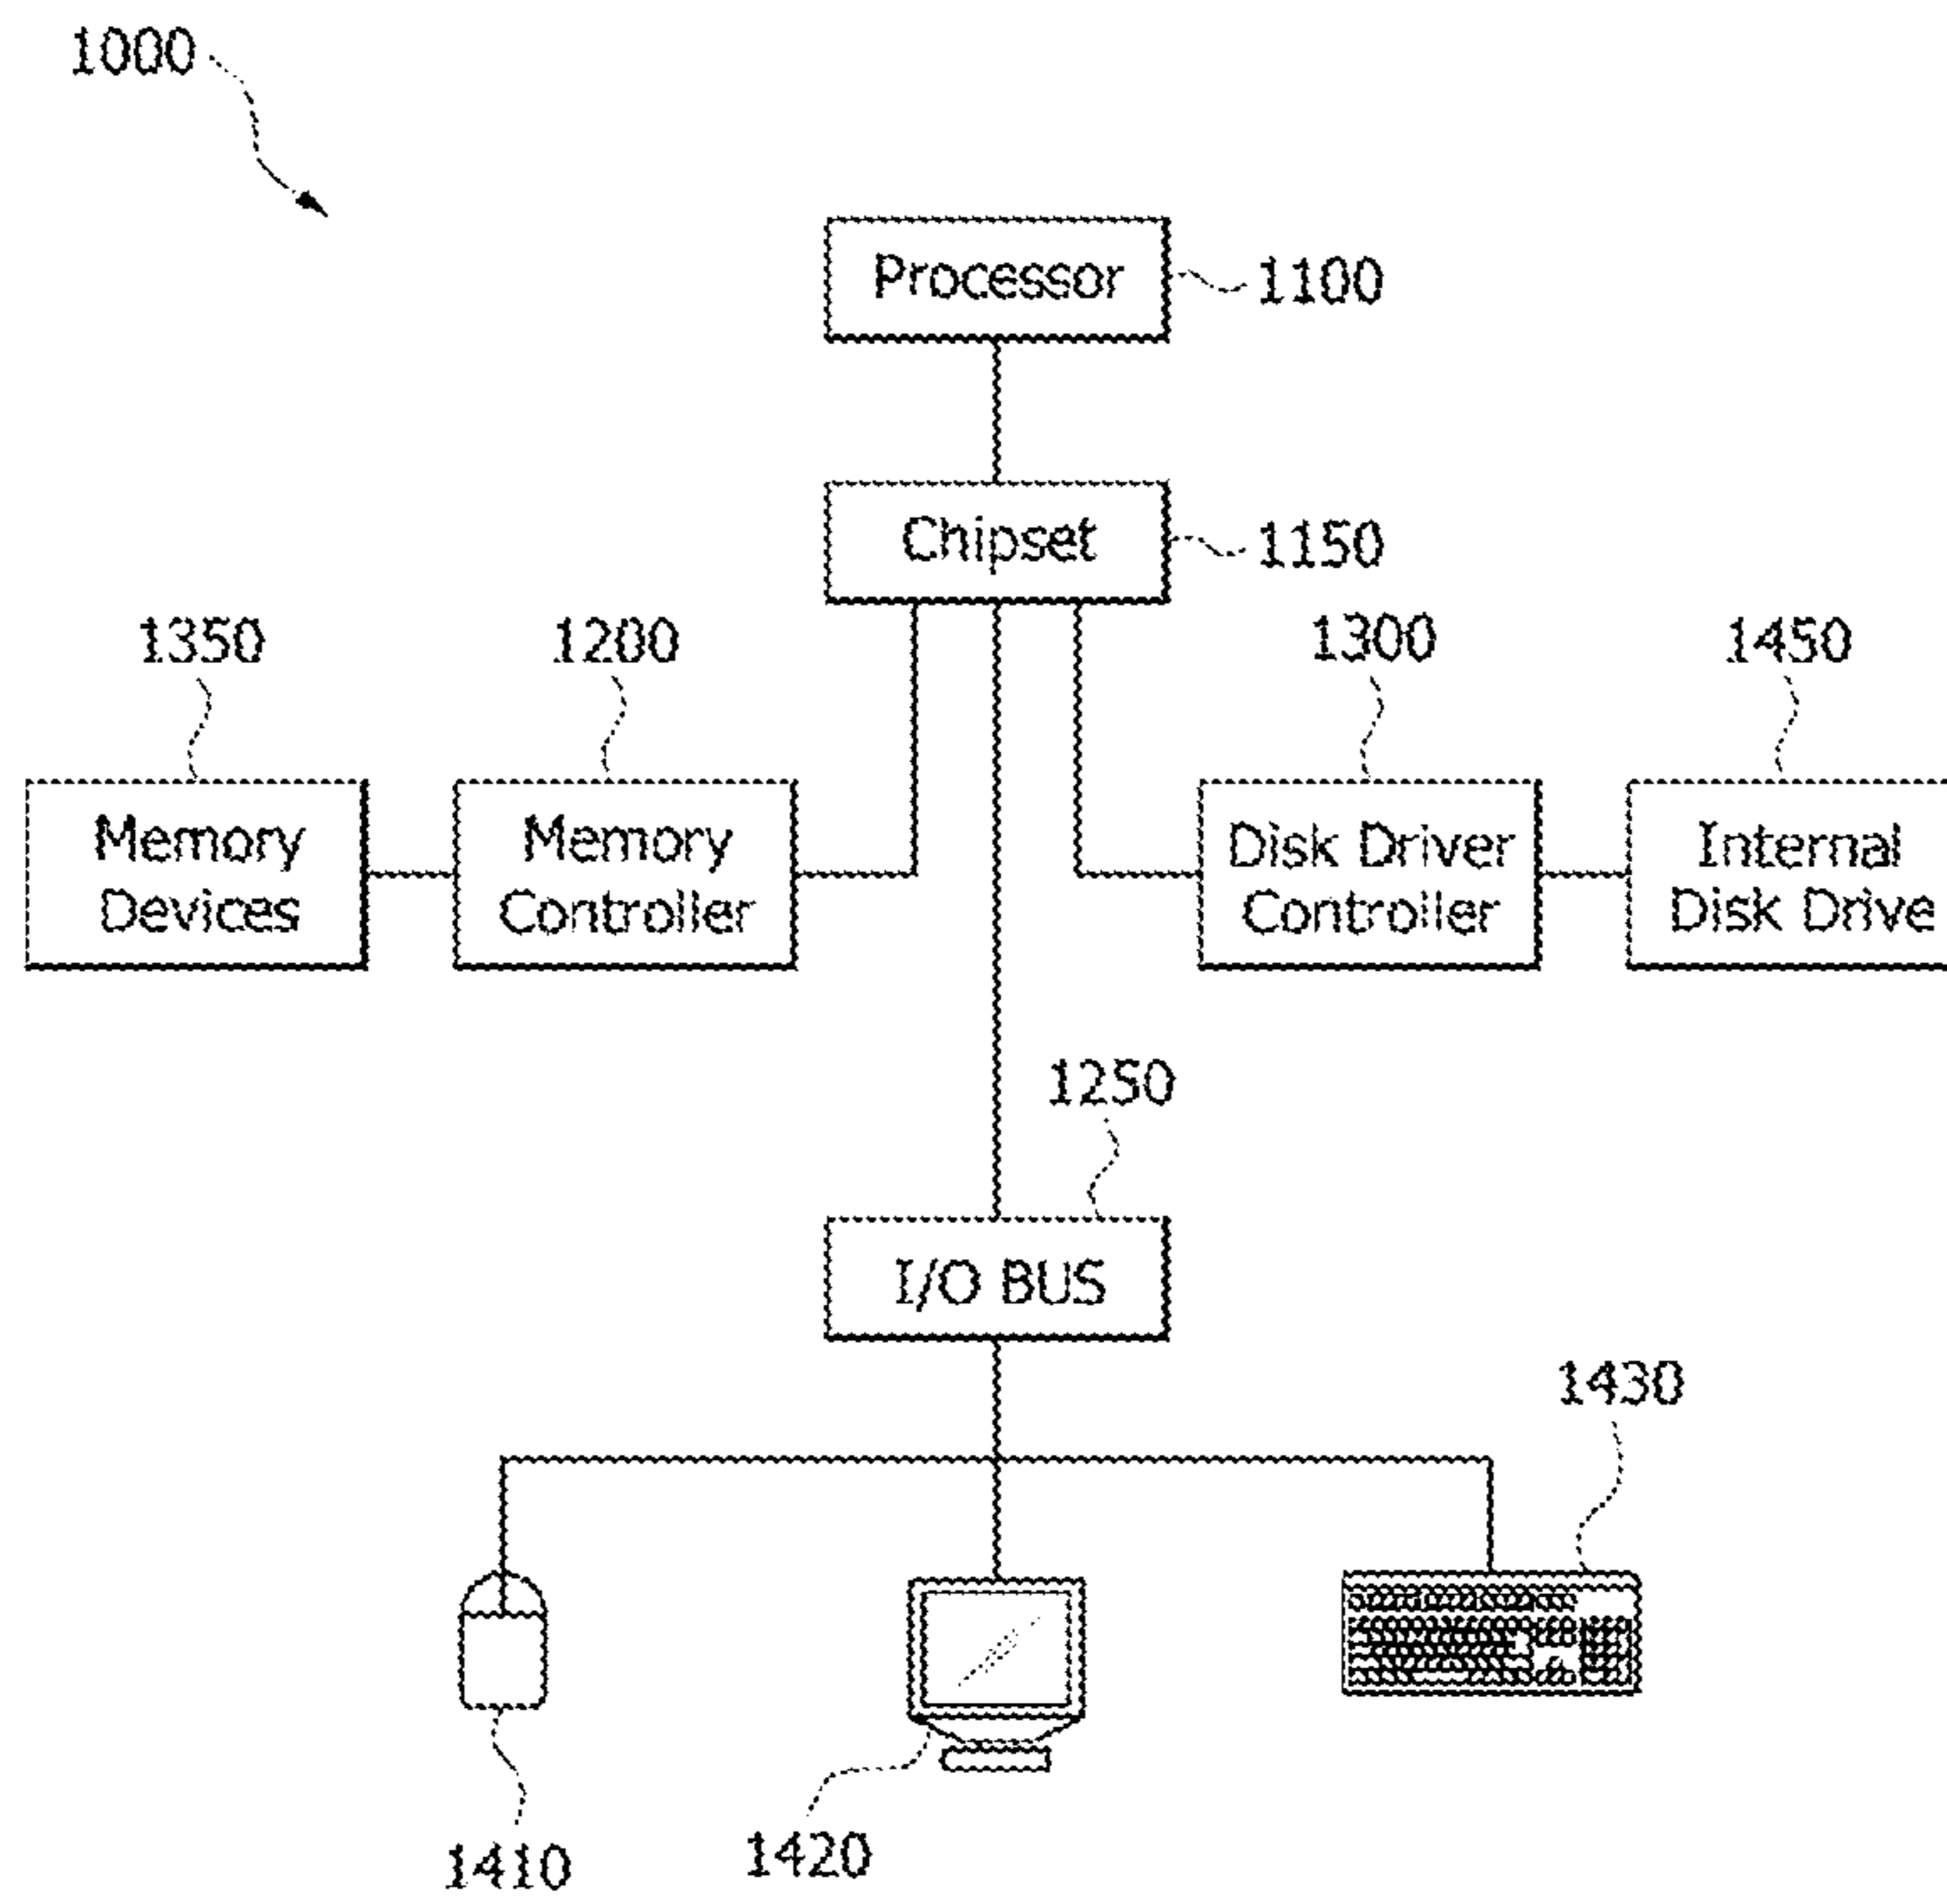 1000
Processor
1100
Chipset
1150
1350
1200
1300
1450
Memory
Devices
Memory
Controller
Disk Driver
Controller
Internal
Disk Drive
1250
I/O BUS
1430
1410
1420